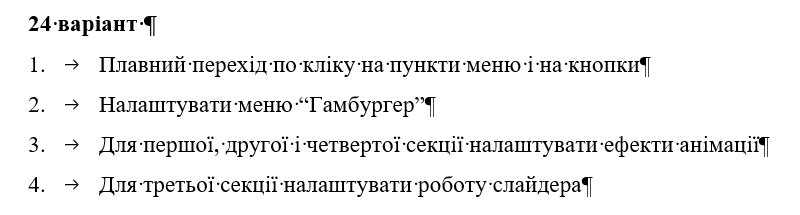 24 варіант
1. Плавний перехід по кліку на пункти меню і на кнопки
2. Налаштувати меню “Гамбургер”
3. Для першої, другої і четвертої секції налаштувати ефекти анімації
4. Для третьої секції налаштувати роботу слайдера